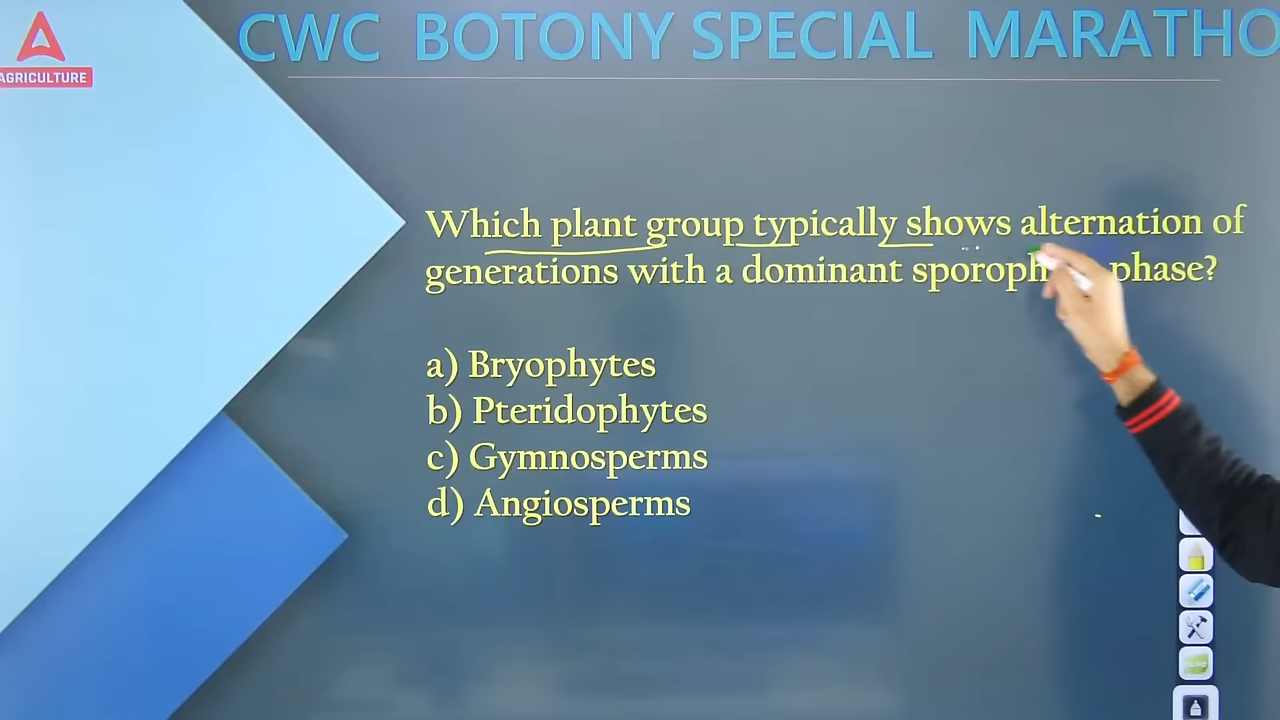 CWC BOTONY SPECIAL MARATHO
AGRICULTURE
Which plant group typically shows alternation of
generations with a dominant phase?
a) Bryophytes
b) Pteridophytes
c) Gymnosperms
d) Angiosperms